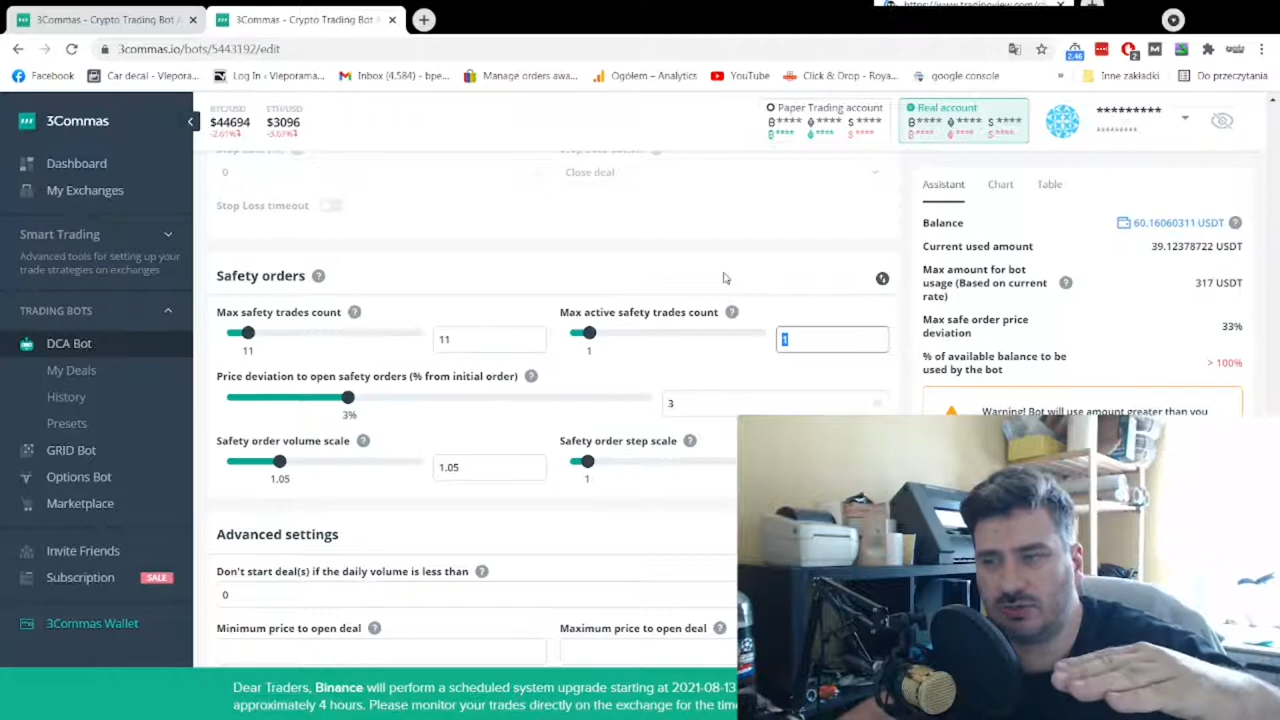 3Commas - Crypto Trading Bot
3Commas - Crypto Trading Bot
3commas.io/bots/5443192/edit
2.46
2
Facebook
Car decal - Viepora...
Log In ‹ Vieporama...
Inbox (4,584) - bpe...
Manage orders awa...
Ogółem – Analytics
YouTube
Click & Drop - Roya...
google console
»
Inne zakładki
Do przeczytania
3Commas
BTC/USD
$44694
ETH/USD
$3096
Paper Trading account
Real account
B**** **** $****
B**** **** $****
*********
Dashboard
My Exchanges
Smart Trading
Advanced tools for setting up your
trade strategies on exchanges
TRADING BOTS
DCA Bot
My Deals
History
Presets
GRID Bot
Options Bot
Marketplace
Invite Friends
Subscription SALE
3Commas Wallet
0
Close deal
Stop Loss timeout
Safety orders ?
Max safety trades count ?
11
11
Max active safety trades count ?
1
1
Price deviation to open safety orders (% from initial order) ?
3%
3
Safety order volume scale ?
1.05
1.05
Safety order step scale ?
1
Advanced settings
Don't start deal(s) if the daily volume is less than ?
0
Minimum price to open deal ?
Maximum price to open deal ?
Assistant Chart Table
Balance 60.16060311 USDT ?
Current used amount 39.12378722 USDT
Max amount for bot
usage (Based on current ? 317 USDT
rate)
Max safe order price
deviation 33%
% of available balance to be
used by the bot > 100%
Warning! Bot will use amount greater than you
Dear Traders, Binance will perform a scheduled system upgrade starting at 2021-08-13
approximately 4 hours. Please monitor your trades directly on the exchange for the